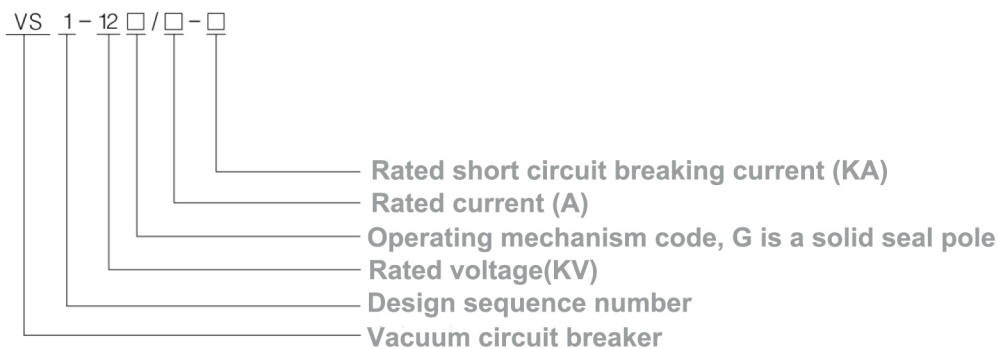 VS 1-12□/□-□
Rated short circuit breaking current (KA)
Rated current (A)
Operating mechanism code, G is a solid seal pole
Rated voltage(KV)
Design sequence number
Vacuum circuit breaker